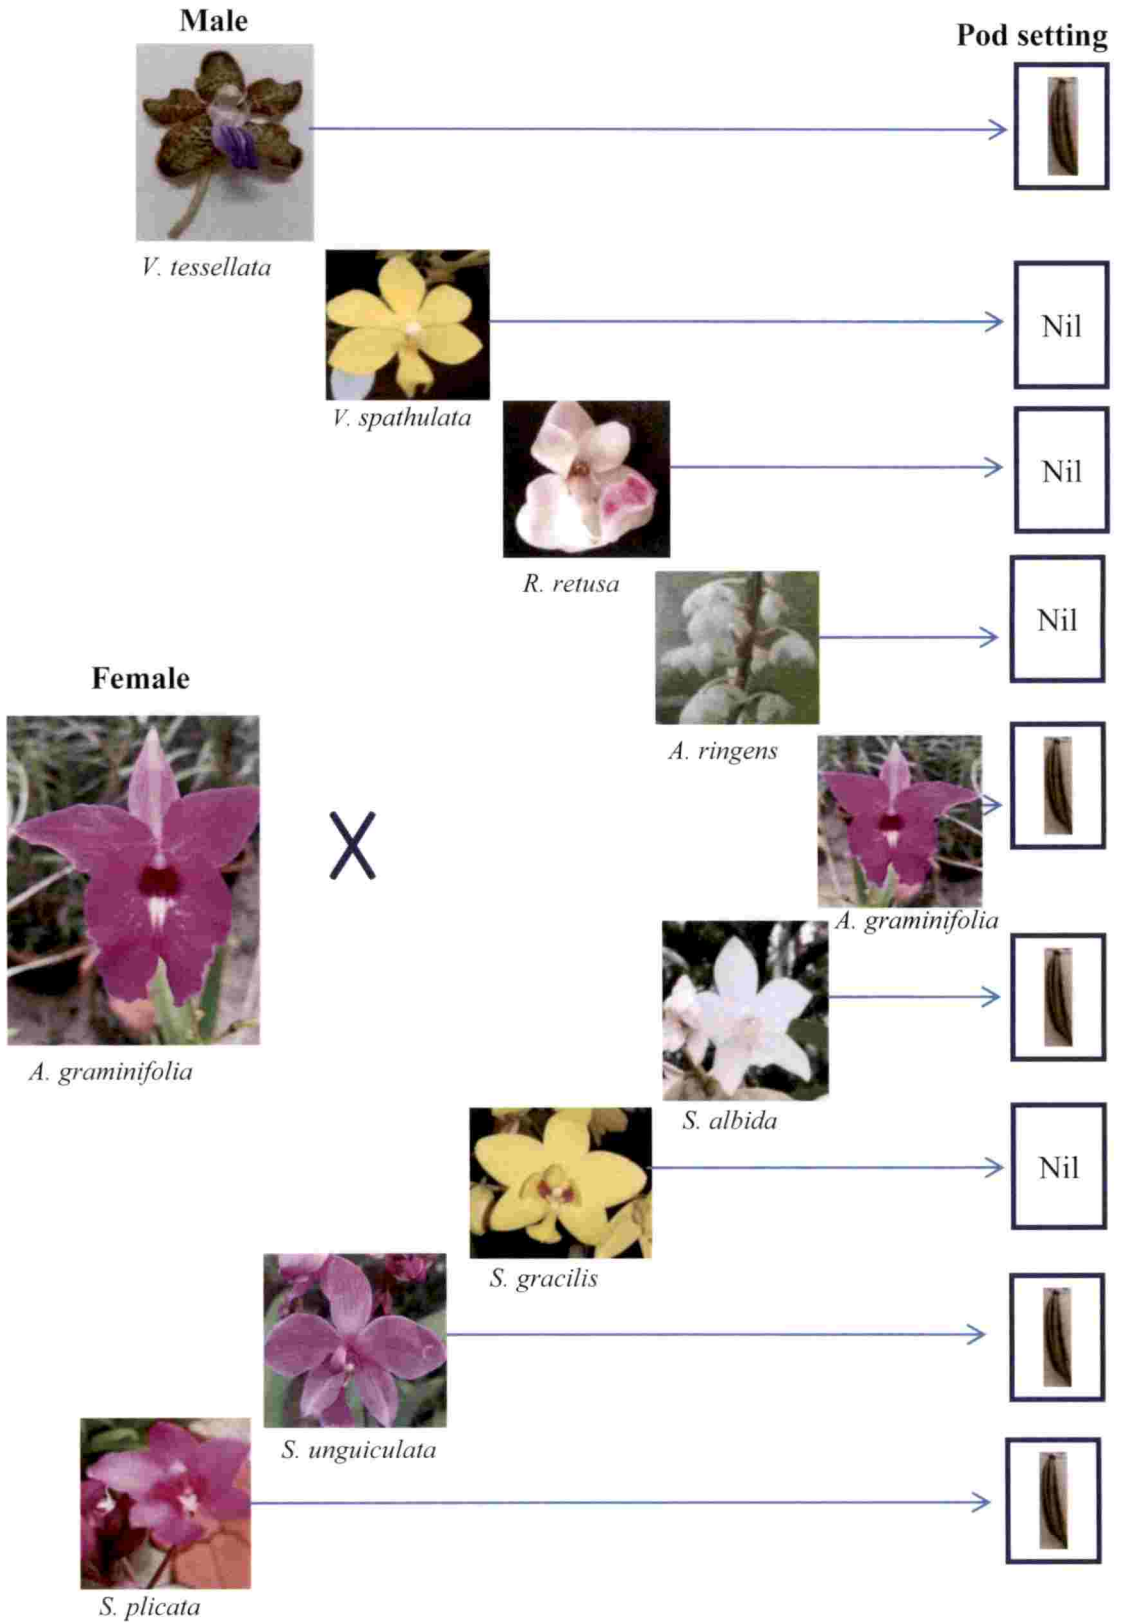 Male
Pod setting
V. tessellata
Nil
V. spathulata
Nil
R. retusa
Nil
A. ringens
Female
A. graminifolia
A. graminifolia
S. albida
Nil
S. gracilis
S. unguiculata
S. plicata